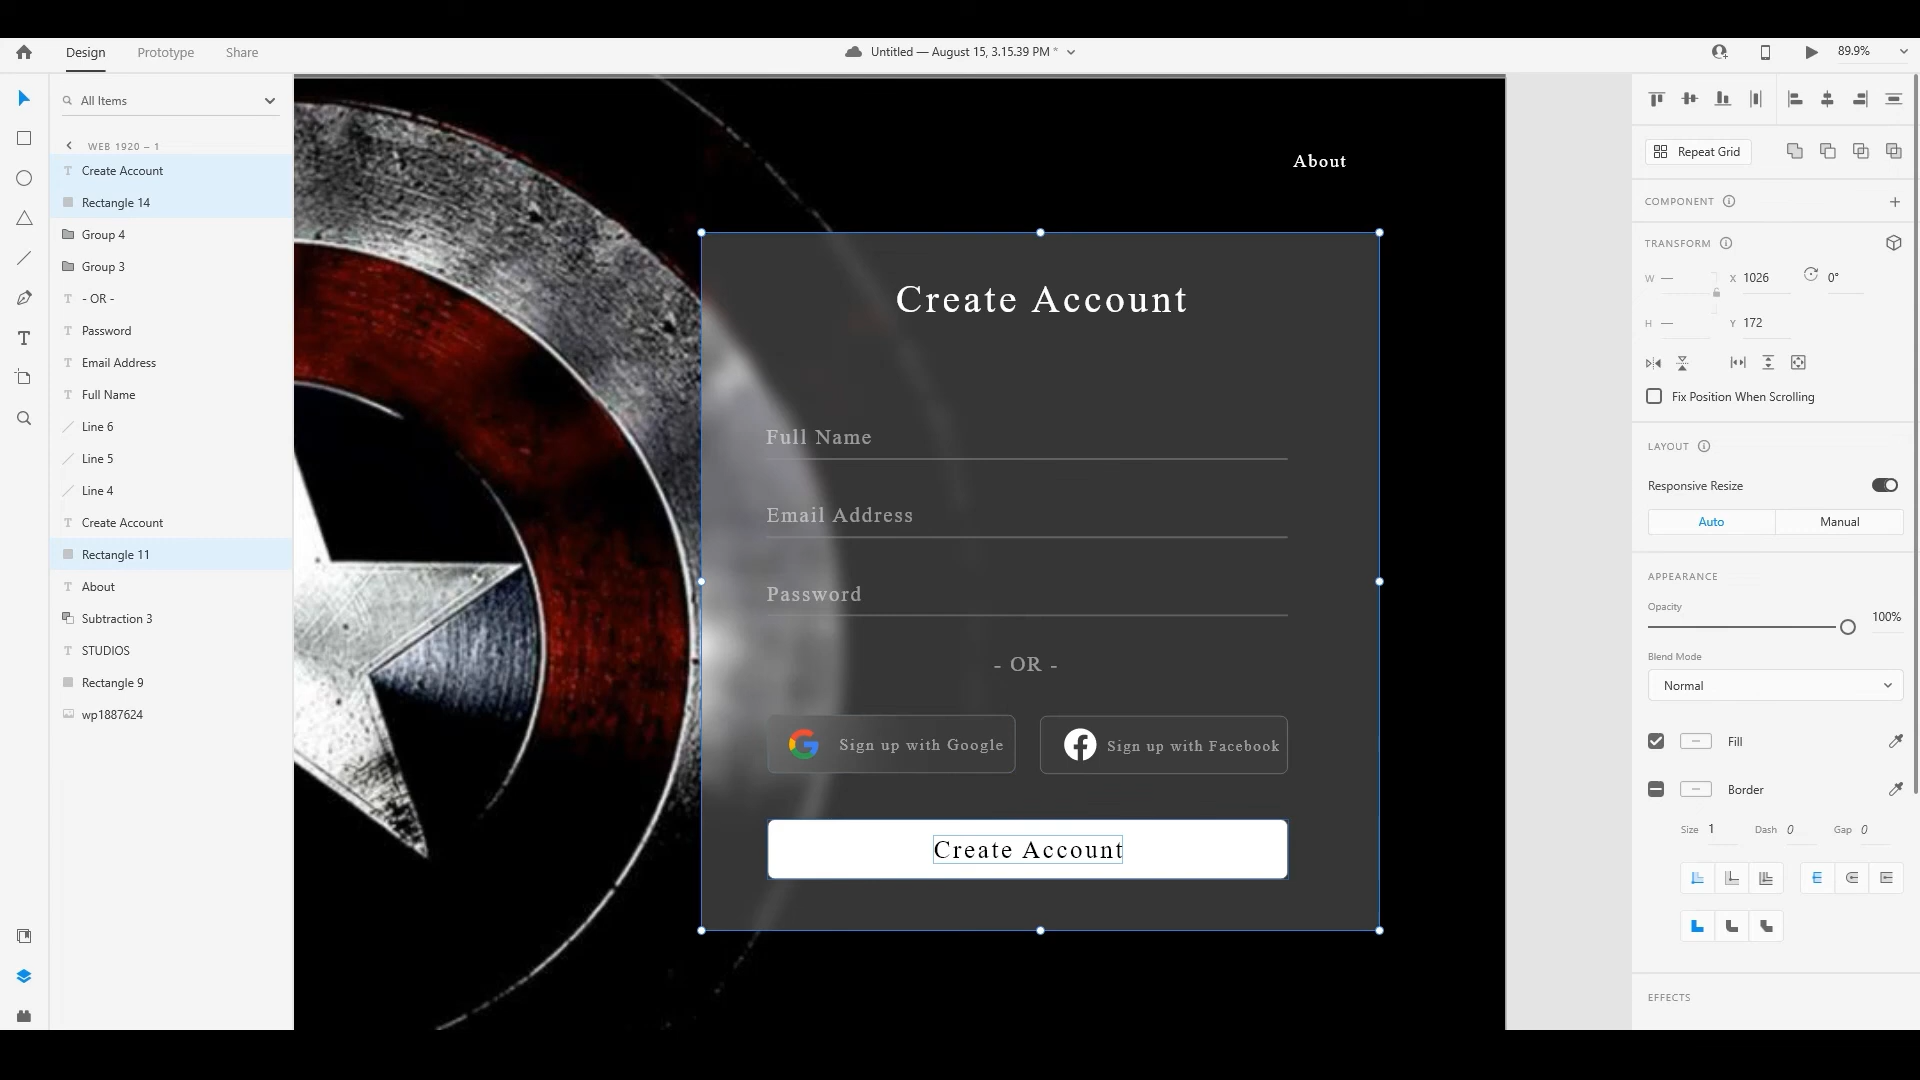 Design Prototype Share
Untitled — August 15, 3.15.39 PM *
89.9%
All Items
WEB 1920 – 1
Create Account
Rectangle 14
Group 4
Group 3
- OR -
Password
Email Address
Full Name
Line 6
Line 5
Line 4
Create Account
Rectangle 11
About
Subtraction 3
STUDIOS
Rectangle 9
wp1887624
About
Create Account
Full Name
Email Address
Password
- OR -
Sign up with Google
Sign up with Facebook
Create Account
Repeat Grid
COMPONENT
TRANSFORM
W — X 1026 0°
H — Y 172
Fix Position When Scrolling
LAYOUT
Responsive Resize
Auto Manual
APPEARANCE
Opacity
100%
Blend Mode
Normal
Fill
Border
Size 1 Dash 0 Gap 0
EFFECTS